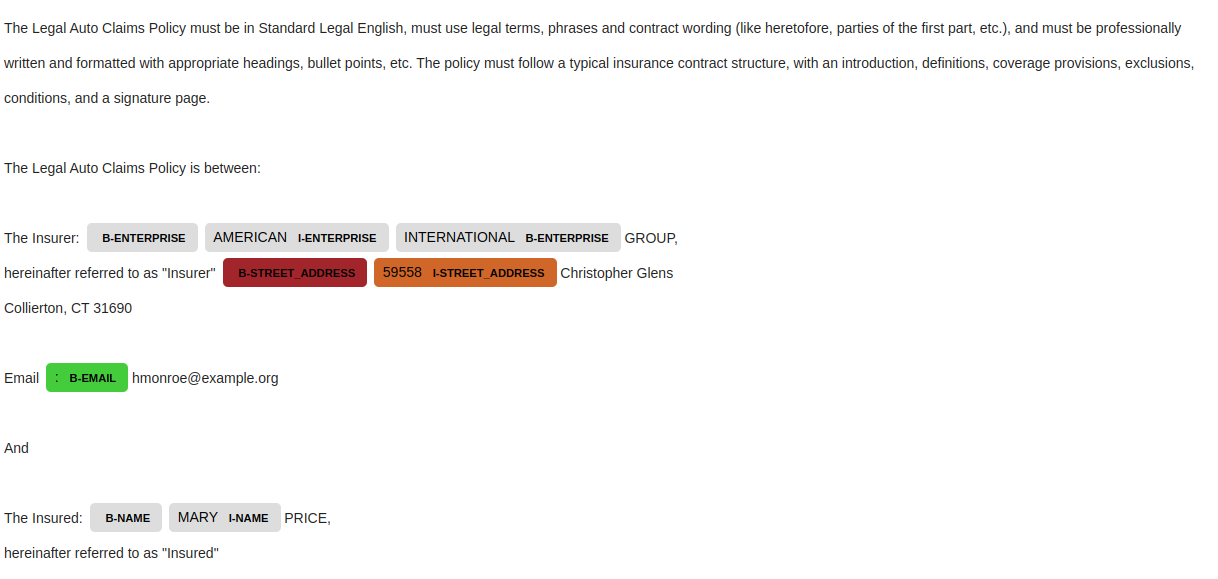 The Legal Auto Claims Policy must be in Standard Legal English, must use legal terms, phrases and contract wording (like heretofore, parties of the first part, etc.), and must be professionally
written and formatted with appropriate headings, bullet points, etc. The policy must follow a typical insurance contract structure, with an introduction, definitions, coverage provisions, exclusions,
conditions, and a signature page.
The Legal Auto Claims Policy is between:
The Insurer: B-ENTERPRISE AMERICAN I-ENTERPRISE INTERNATIONAL B-ENTERPRISE GROUP,
hereinafter referred to as "Insurer" B-STREET_ADDRESS 59558 I-STREET_ADDRESS Christopher Glens
Collierton, CT 31690
Email : B-EMAIL hmonroe@example.org
And
The Insured: B-NAME MARY I-NAME PRICE,
hereinafter referred to as "Insured"